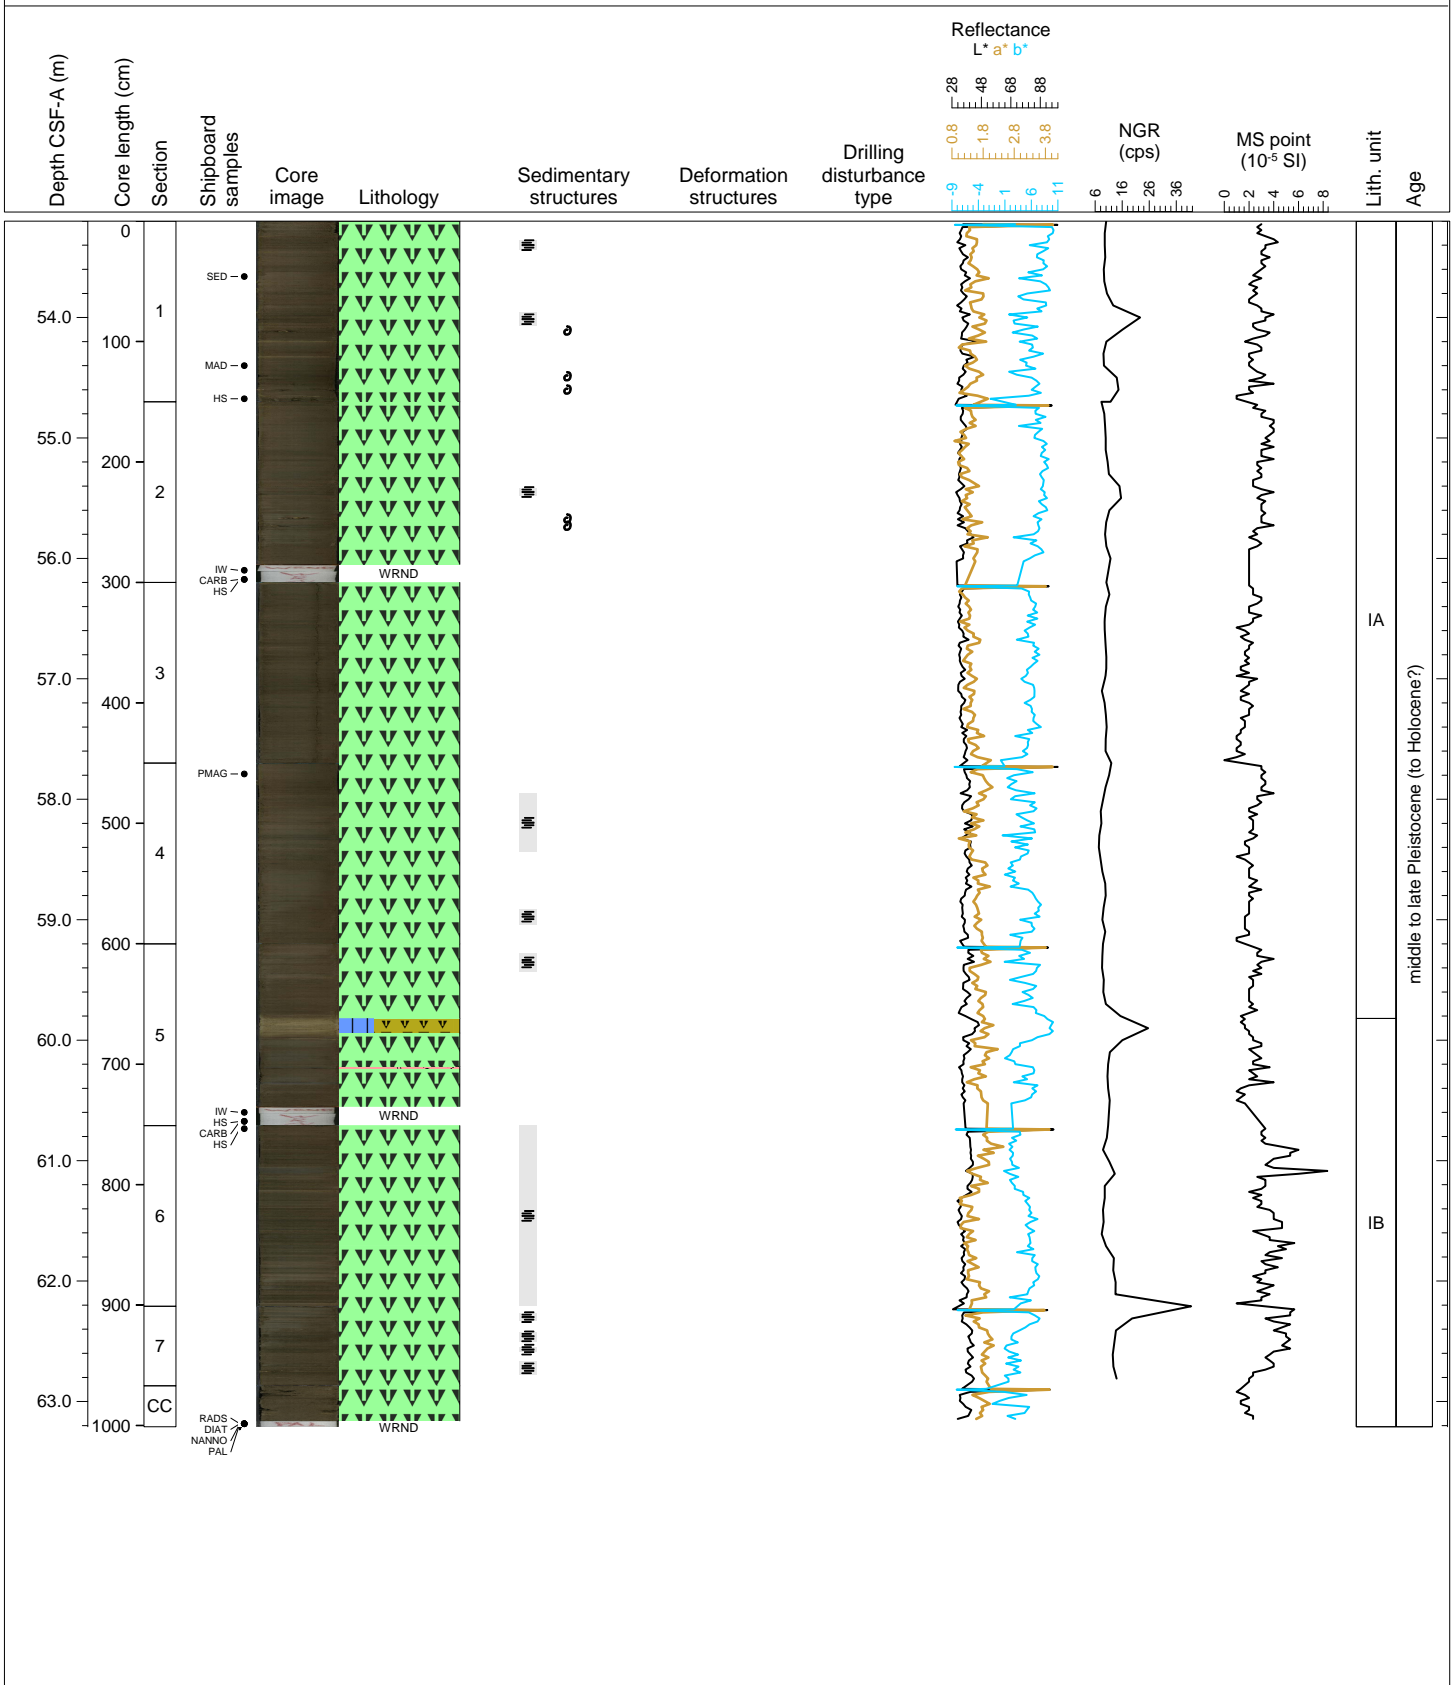 Depth CSF-A (m)
Core length (cm)
Section
Shipboard
samples
Core
image
Lithology
Sedimentary
structures
Deformation
structures
Drilling
disturbance
type
Reflectance
L* a* b*
28 48 68 88
0.8 1.8 2.8 3.8
-9 -4 1 6 11
NGR
(cps)
6 16 26 36
MS point
(10⁻⁵ SI)
0 2 4 6 8
Lith. unit
Age
0
SED
1
54.0
100
MAD
HS
55.0
200
2
56.0
IW
CARB
HS
WRND
300
IA
57.0
3
400
middle to late Pleistocene (to Holocene?)
PMAG
58.0
500
4
59.0
600
5
60.0
700
IW
HS
CARB
HS
WRND
61.0
800
6
IB
62.0
900
7
63.0
CC
1000
RADS
DIAT
NANNO
PAL
WRND